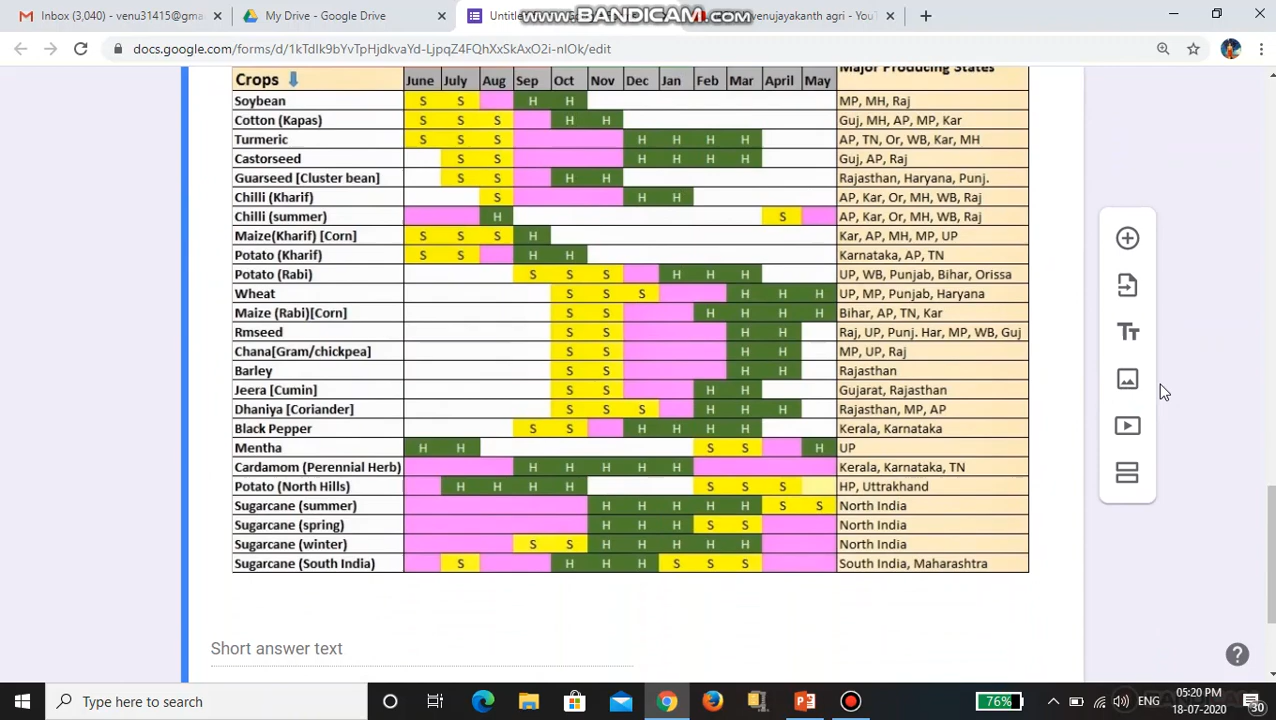 Inbox (3,040) - venu31415@gma
My Drive - Google Drive
Untitle
www.BANDICAM.com
venujayakanth agri - YouT
docs.google.com/forms/d/1kTdIk9bYvTpHjdkvaYd-LjpqZ4FQhXxSkAxO2i-nIOk/edit
Crops June July Aug Sep Oct Nov Dec Jan Feb Mar April May Major Producing States
Soybean S S H H MP, MH, Raj
Cotton (Kapas) S S S H H Guj, MH, AP, MP, Kar
Turmeric S S S H H H H AP, TN, Or, WB, Kar, MH
Castorseed S S H H H H Guj, AP, Raj
Guarseed [Cluster bean] S S H H Rajasthan, Haryana, Punj.
Chilli (Kharif) S H H AP, Kar, Or, MH, WB, Raj
Chilli (summer) H S AP, Kar, Or, MH, WB, Raj
Maize(Kharif) [Corn] S S S H Kar, AP, MH, MP, UP
Potato (Kharif) S S H H Karnataka, AP, TN
Potato (Rabi) S S S H H H UP, WB, Punjab, Bihar, Orissa
Wheat S S S H H H UP, MP, Punjab, Haryana
Maize (Rabi)[Corn] S S H H H H Bihar, AP, TN, Kar
Rmseed S S H H Raj, UP, Punj. Har, MP, WB, Guj
Chana[Gram/chickpea] S S H H MP, UP, Raj
Barley S S H H Rajasthan
Jeera [Cumin] S S H H Gujarat, Rajasthan
Dhaniya [Coriander] S S S H H H Rajasthan, MP, AP
Black Pepper S S H H H H Kerala, Karnataka
Mentha H H S S H UP
Cardamom (Perennial Herb) H H H H H Kerala, Karnataka, TN
Potato (North Hills) H H H H S S S HP, Uttrakhand
Sugarcane (summer) H H H H H S S North India
Sugarcane (spring) H H H S S North India
Sugarcane (winter) S S H H H H H North India
Sugarcane (South India) S H H H S S S South India, Maharashtra
Short answer text
Type here to search
76%
ENG
05:20 PM
18-07-2020
30